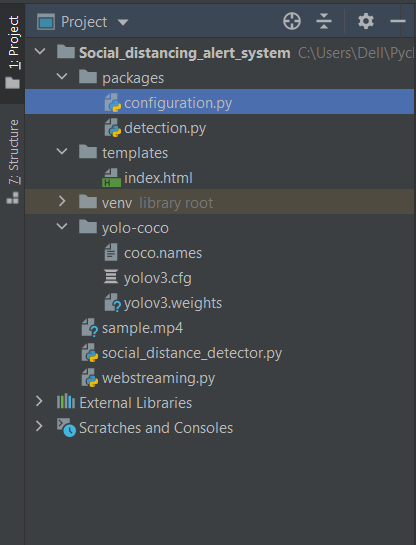 1: Project
Z: Structure
Project
Social_distancing_alert_system C:\Users\Dell\Pyc
packages
configuration.py
detection.py
templates
index.html
venv library root
yolo-coco
coco.names
yolov3.cfg
yolov3.weights
sample.mp4
social_distance_detector.py
webstreaming.py
External Libraries
Scratches and Consoles